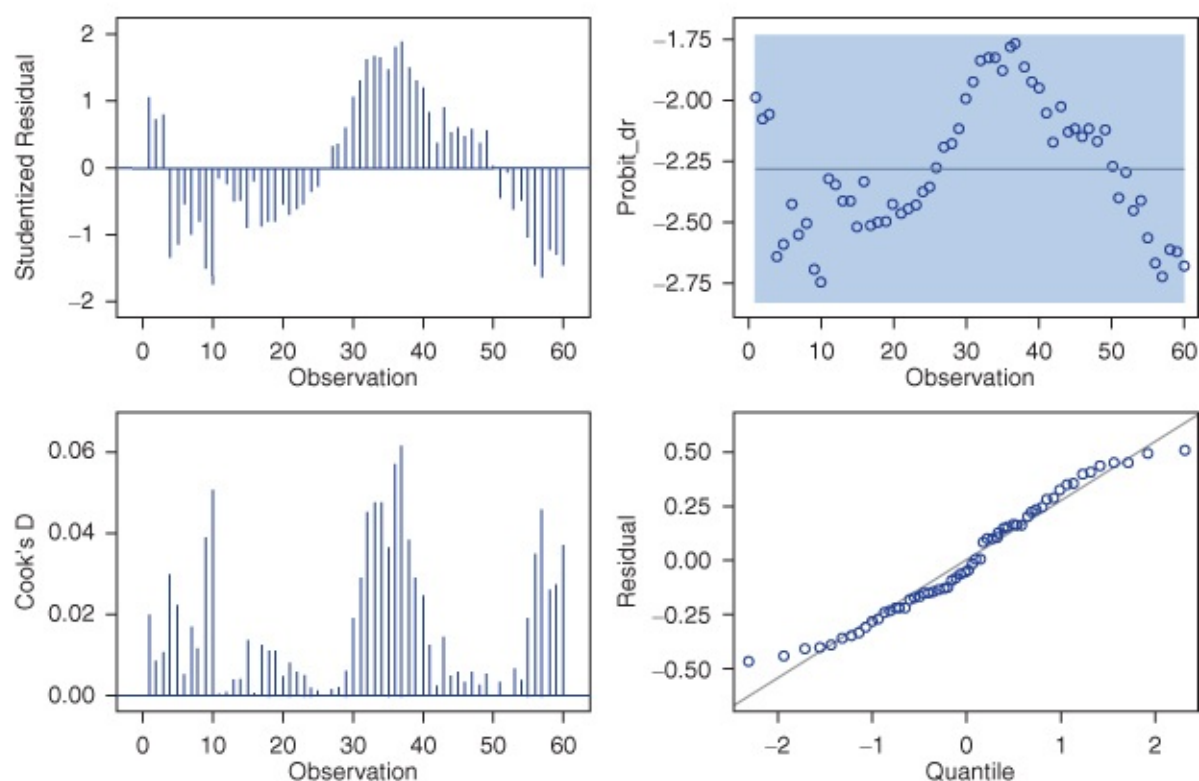 Studentized Residual
2
1
0
−1
−2
0 10 20 30 40 50 60
Observation
Probit_dr
−1.75
−2.00
−2.25
−2.50
−2.75
0 10 20 30 40 50 60
Observation
Cook's D
0.06
0.04
0.02
0.00
0 10 20 30 40 50 60
Observation
Residual
0.50
0.25
0.00
−0.25
−0.50
−2 −1 0 1 2
Quantile